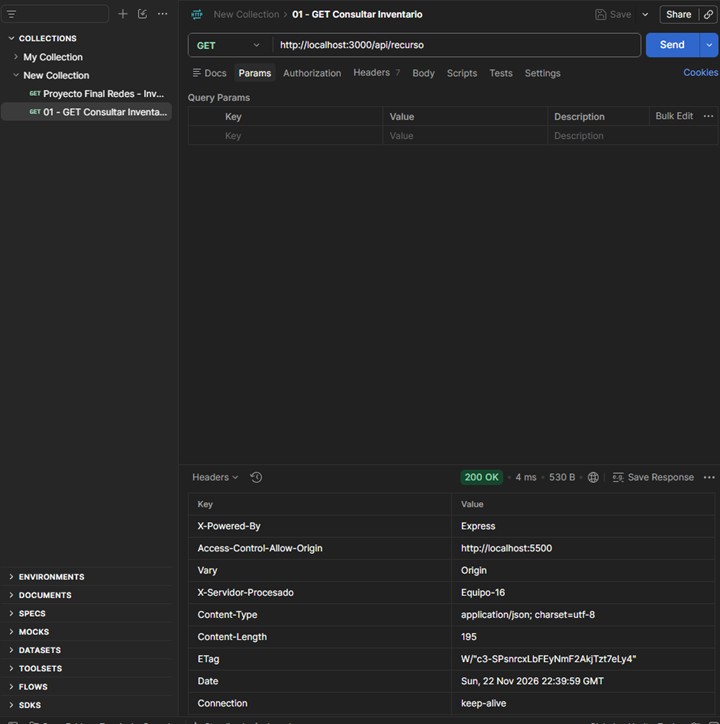 New Collection > 01 - GET Consultar Inventario
Save
Share
COLLECTIONS
My Collection
New Collection
GET Proyecto Final Redes - Inv...
GET 01 - GET Consultar Inventa...
GET http://localhost:3000/api/recurso
Send
Docs Params Authorization Headers 7 Body Scripts Tests Settings Cookies
Query Params
Key Value Description Bulk Edit
Key Value Description
Headers 200 OK • 4 ms • 530 B Save Response
Key Value
X-Powered-By Express
Access-Control-Allow-Origin http://localhost:5500
Vary Origin
X-Servidor-Procesado Equipo-16
Content-Type application/json; charset=utf-8
Content-Length 195
ETag W/"c3-SPsnrcxLbFEyNmF2AkjTzt7eLy4"
Date Sun, 22 Nov 2026 22:39:59 GMT
Connection keep-alive
ENVIRONMENTS
DOCUMENTS
SPECS
MOCKS
DATASETS
TOOLSETS
FLOWS
SDKS